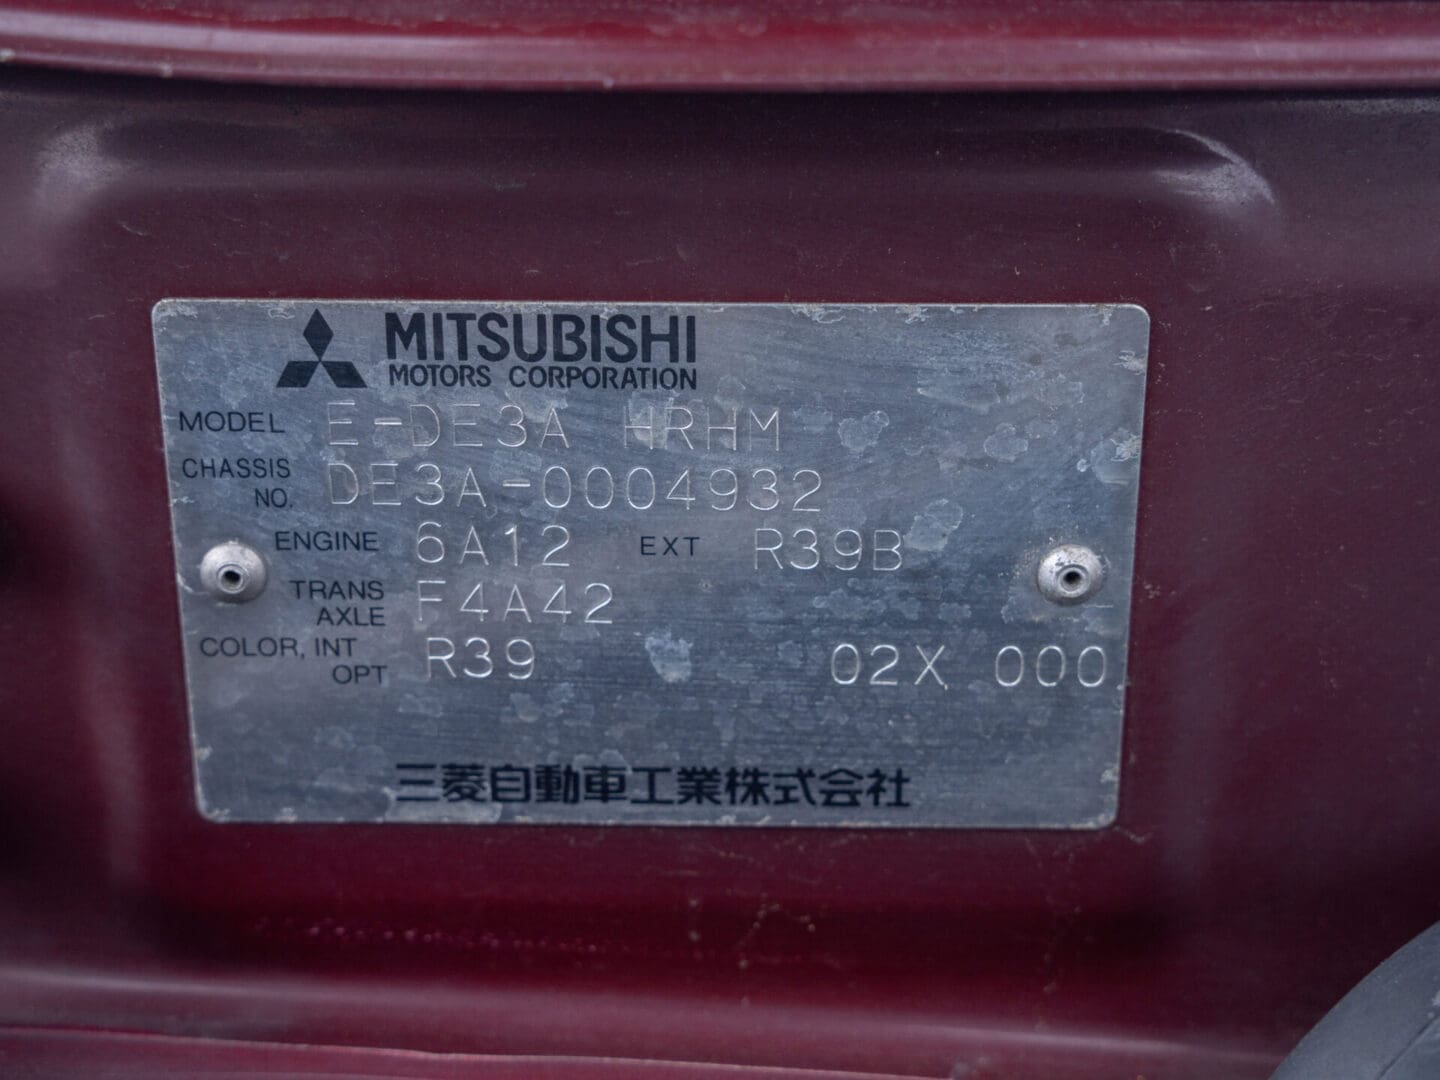 MITSUBISHI
MOTORS CORPORATION
MODEL E-DE3A HRHM
CHASSIS NO. DE3A-0004932
ENGINE 6A12 EXT R39B
TRANS AXLE F4A42
COLOR, INT OPT R39 02X 000
三菱自動車工業株式会社